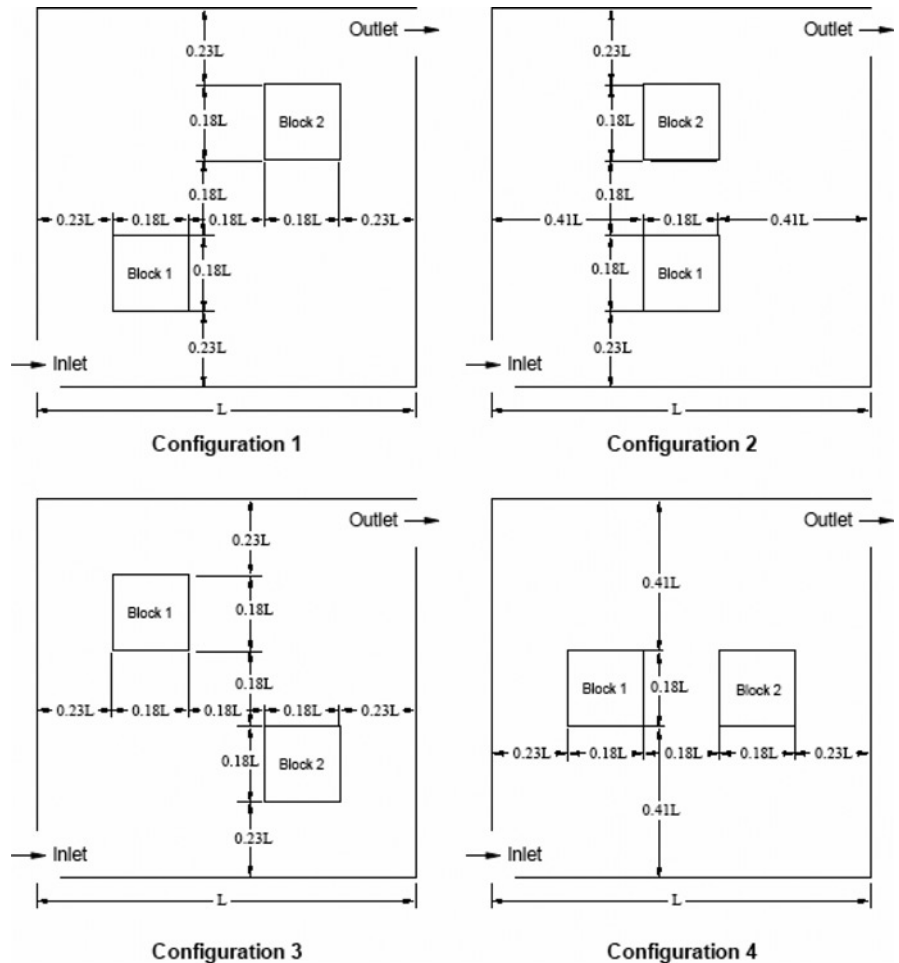 Outlet
0.23L
Block 2
0.18L
0.18L
0.23L 0.18L 0.18L 0.18L 0.23L
Block 1
0.18L
0.23L
Inlet
L
Configuration 1
Outlet
0.23L
Block 2
0.18L
0.18L
0.41L 0.18L 0.41L
Block 1
0.18L
0.23L
Inlet
L
Configuration 2
Outlet
0.23L
Block 1
0.18L
0.18L
0.23L 0.18L 0.18L 0.18L 0.23L
Block 2
0.18L
0.23L
Inlet
L
Configuration 3
Outlet
0.41L
Block 1
0.18L
Block 2
0.23L 0.18L 0.18L 0.18L 0.23L
0.41L
Inlet
L
Configuration 4